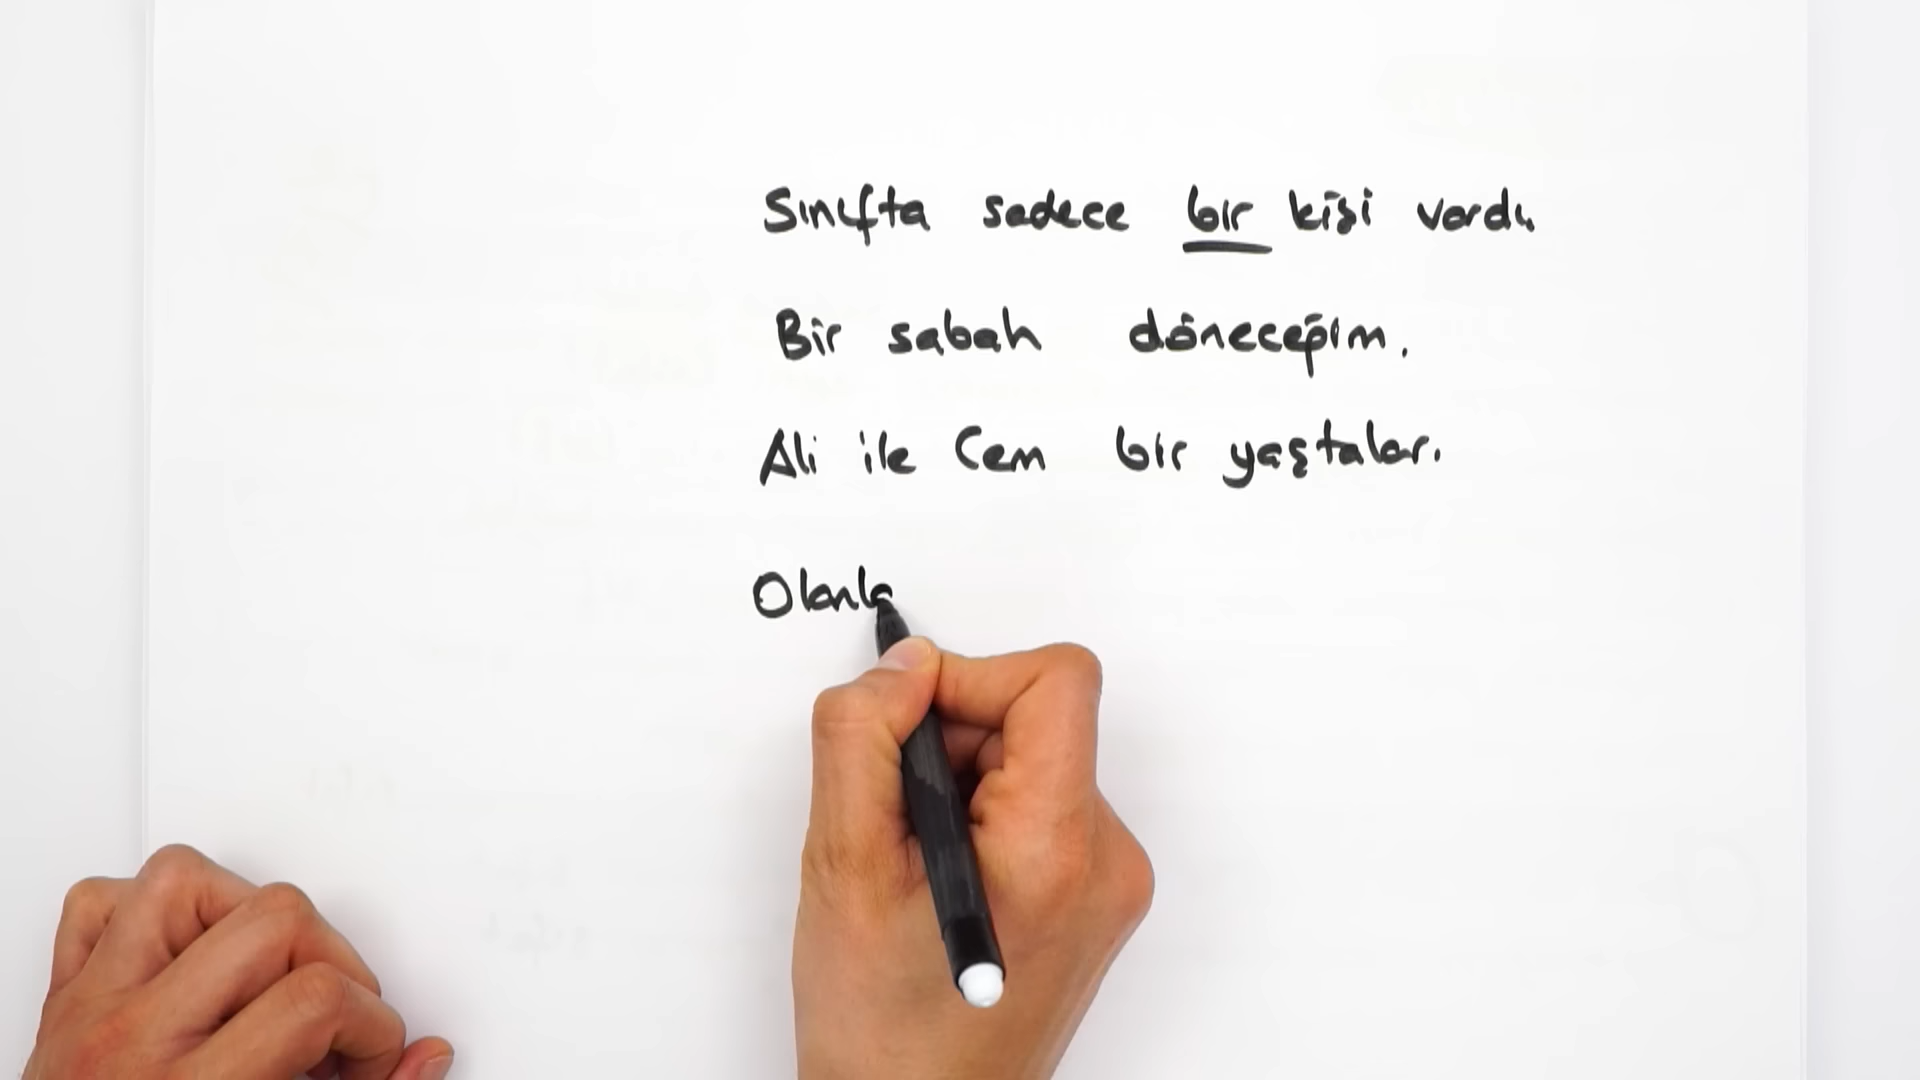 Sınıfta sadece bir kişi vardı
Bir sabah döneceğim.
Ali ile Cem bir yaştalar.
Olanla